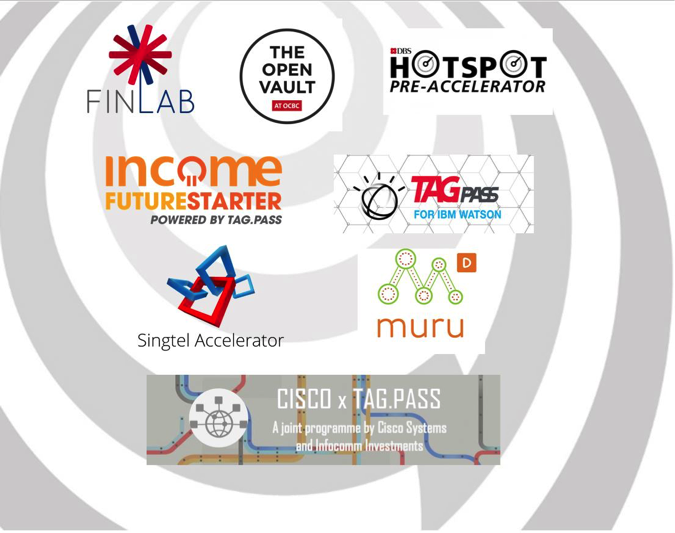 FINLAB
THE
OPEN
VAULT
AT OCBC
DBS
HOTSPOT
PRE-ACCELERATOR
income
FUTURESTARTER
POWERED BY TAG.PASS
TAG PASS
FOR IBM WATSON
Singtel Accelerator
D
muru
CISCO x TAG.PASS
A joint programme by Cisco Systems
and Infocomm Investments